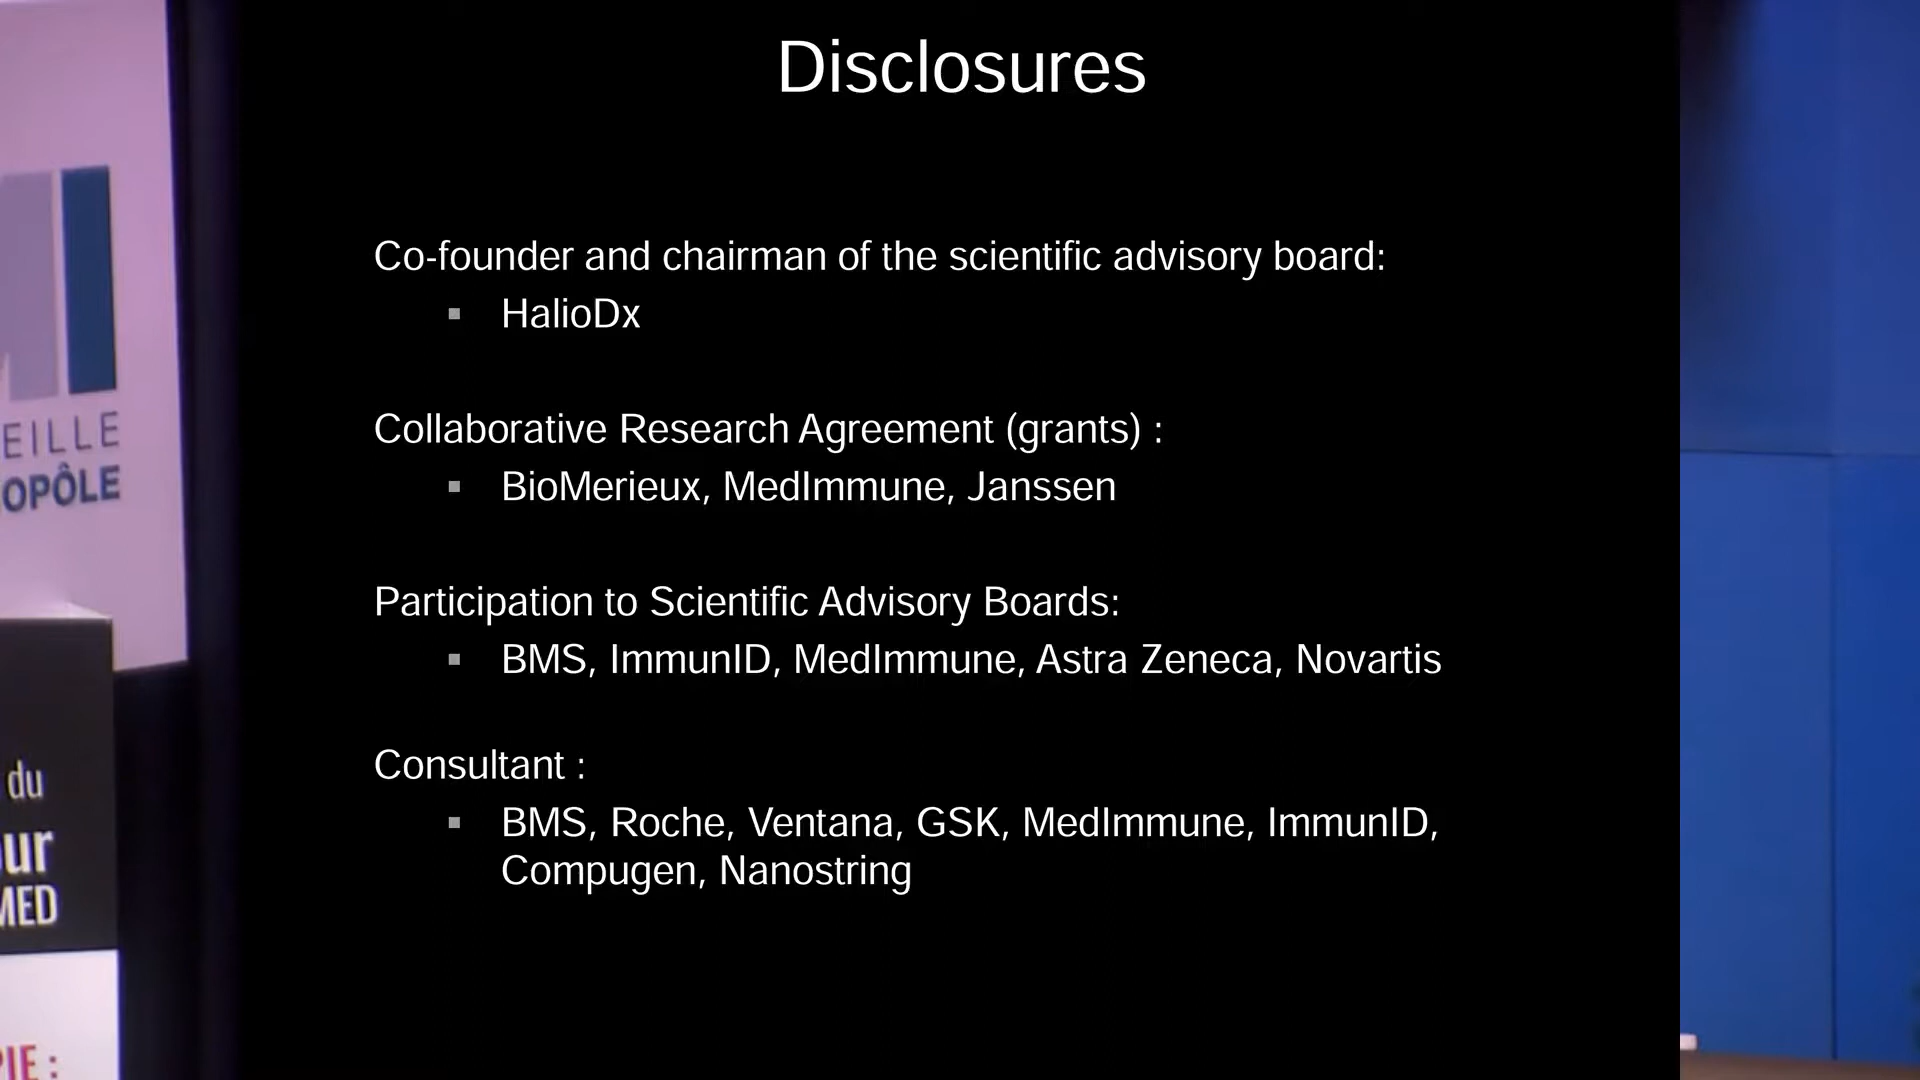 Disclosures
Co-founder and chairman of the scientific advisory board:
HalioDx
Collaborative Research Agreement (grants) :
BioMerieux, MedImmune, Janssen
Participation to Scientific Advisory Boards:
BMS, ImmunID, MedImmune, Astra Zeneca, Novartis
Consultant :
BMS, Roche, Ventana, GSK, MedImmune, ImmunID,
Compugen, Nanostring
EILLE
OPÔLE
du
ur
MED
PIE :